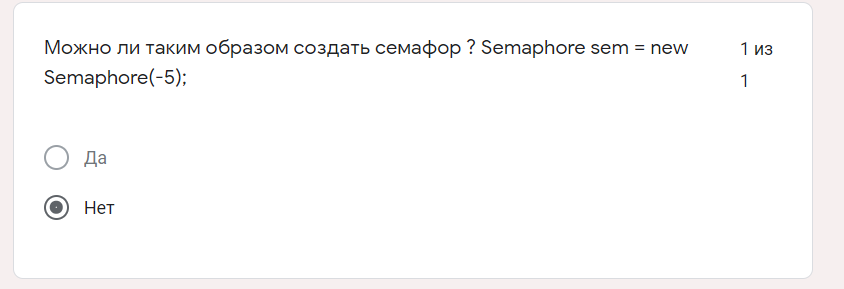 Можно ли таким образом создать семафор ? Semaphore sem = new
Semaphore(-5);
1 из
1
Да
Нет